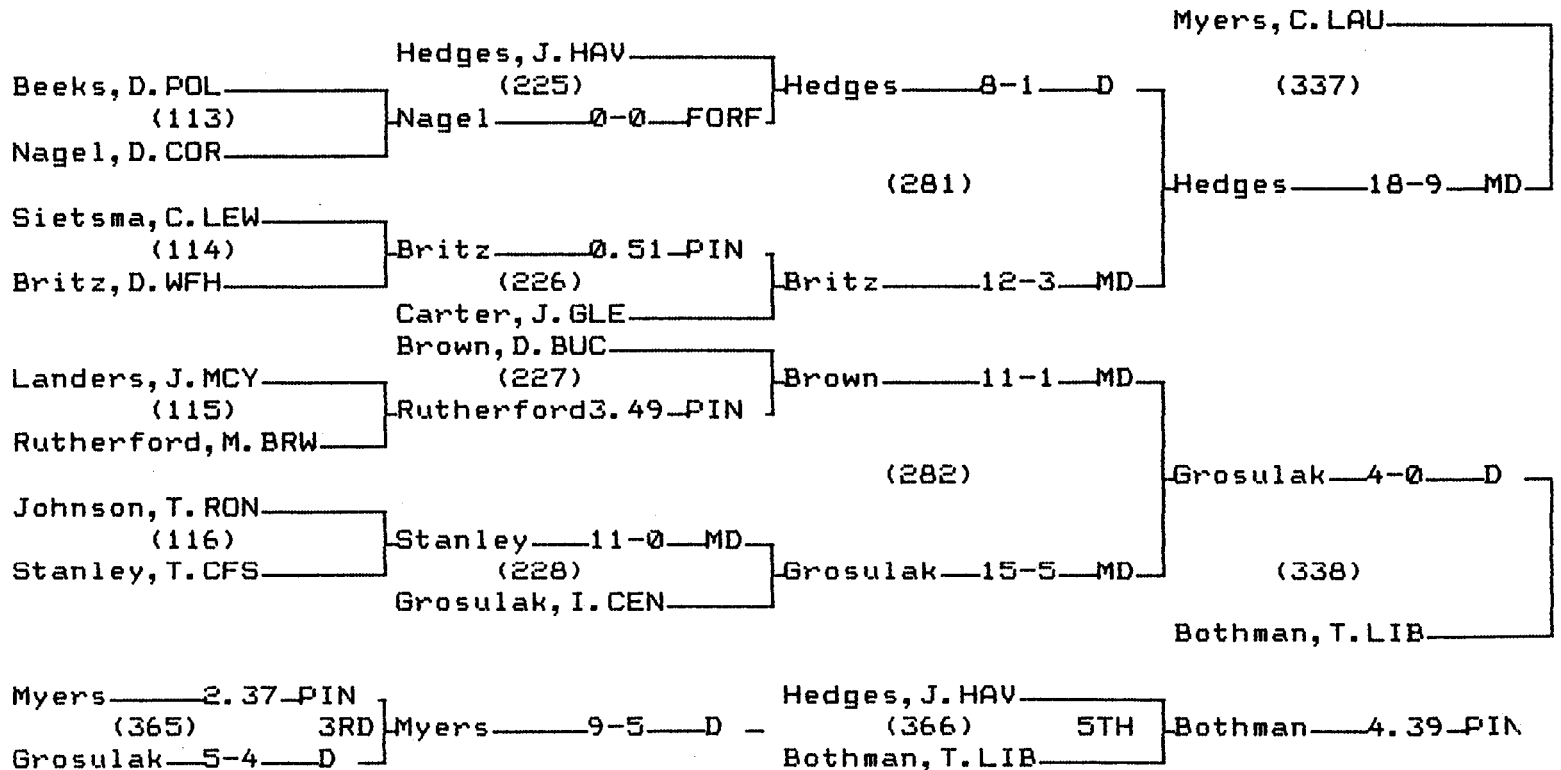 Myers, C. LAU
Hedges, J. HAV
Beeks, D. POL (225) Hedges 8-1 D (337)
(113) Nagel 0-0 FORF
Nagel, D. COR
(281) Hedges 18-9 MD
Sietsma, C. LEW
(114) Britz 0.51 PIN
Britz, D. WFH (226) Britz 12-3 MD
Carter, J. GLE
Brown, D. BUC
Landers, J. MCY (227) Brown 11-1 MD
(115) Rutherford 3.49 PIN
Rutherford, M. BRW
(282) Grosulak 4-0 D
Johnson, T. RON
(116) Stanley 11-0 MD
Stanley, T. CFS (228) Grosulak 15-5 MD (338)
Grosulak, I. CEN
Bothman, T. LIB
Myers 2.37 PIN Hedges, J. HAV
(365) 3RD Myers 9-5 D (366) 5TH Bothman 4.39 PIN
Grosulak 5-4 D Bothman, T. LIB